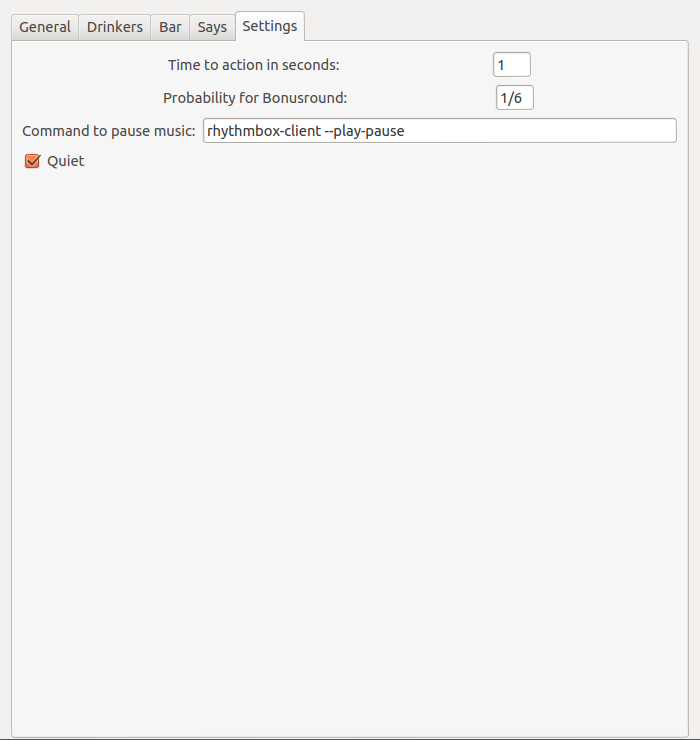 General Drinkers Bar Says Settings
Time to action in seconds: 1
Probability for Bonusround: 1/6
Command to pause music: rhythmbox-client --play-pause
Quiet